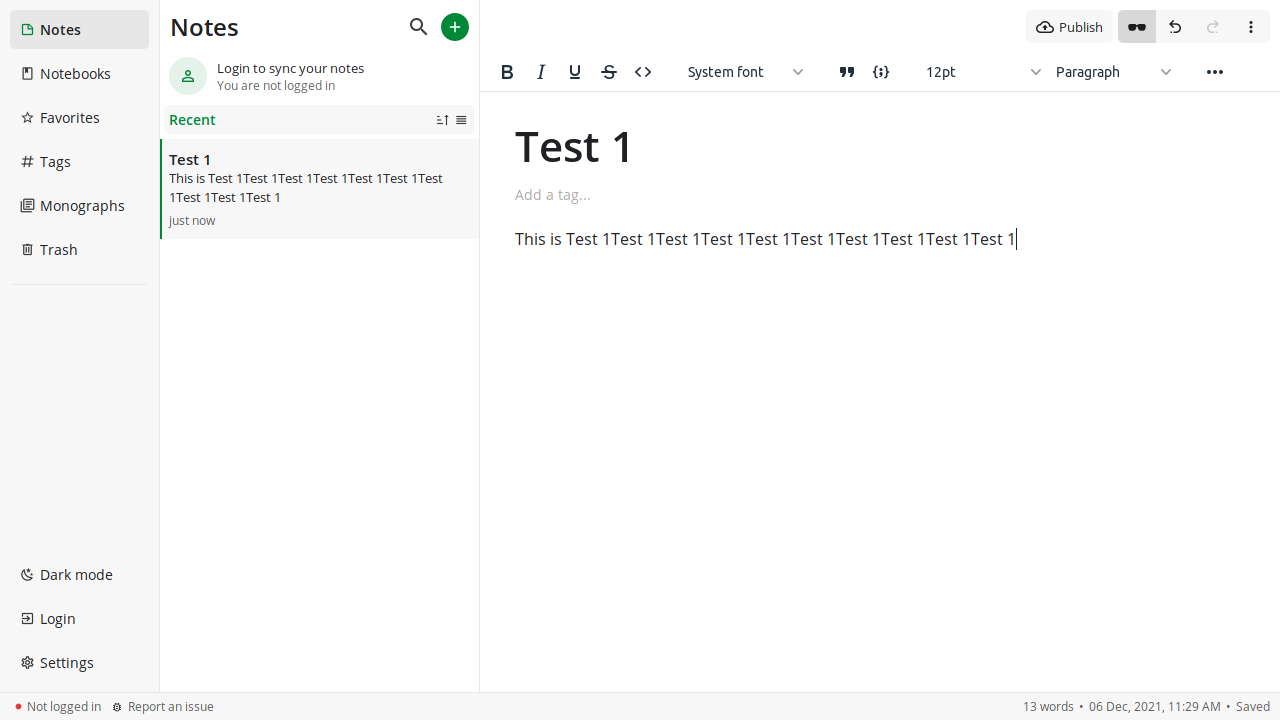 Notes
Notebooks
Favorites
Tags
Monographs
Trash
Dark mode
Login
Settings
Notes
Login to sync your notes
You are not logged in
Recent
Test 1
This is Test 1Test 1Test 1Test 1Test 1Test 1Test
1Test 1Test 1Test 1
just now
Publish
System font
12pt
Paragraph
Test 1
Add a tag...
This is Test 1Test 1Test 1Test 1Test 1Test 1Test 1Test 1Test 1Test 1
Not logged in
Report an issue
13 words • 06 Dec, 2021, 11:29 AM • Saved